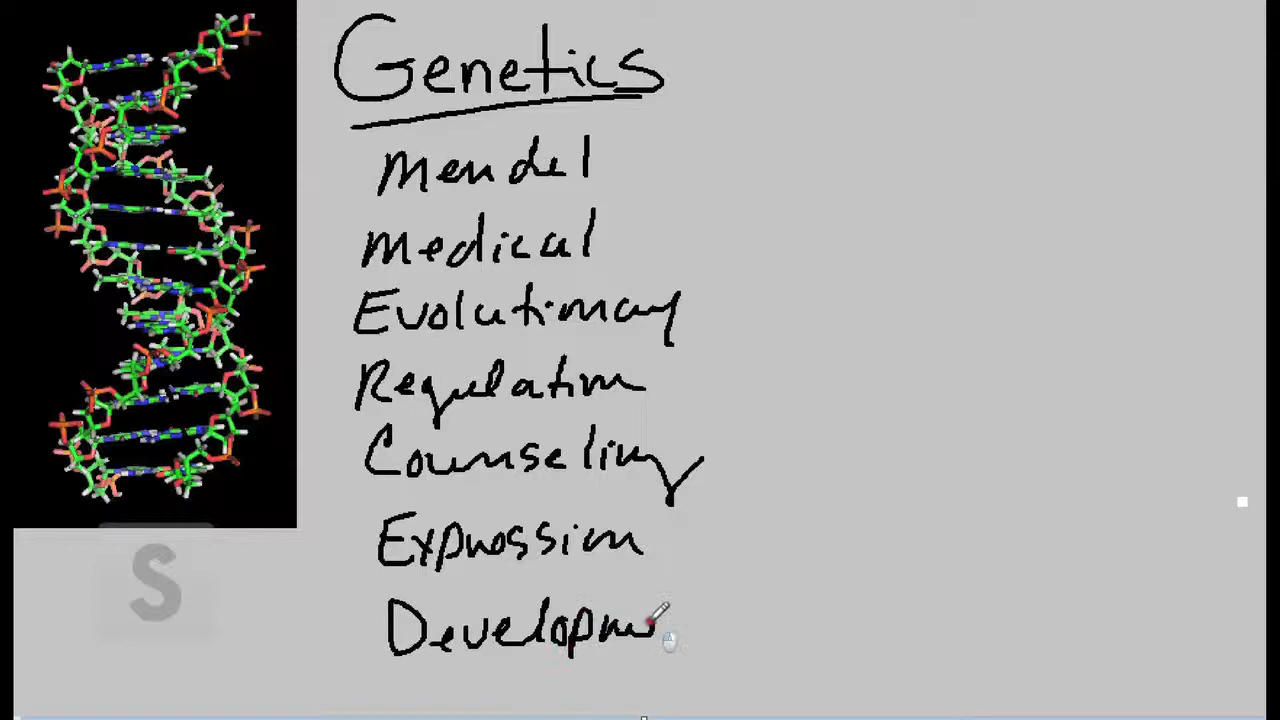 Genetics
Mendel
Medical
Evolutionary
Regulation
Counseling
Expression
Developm
S